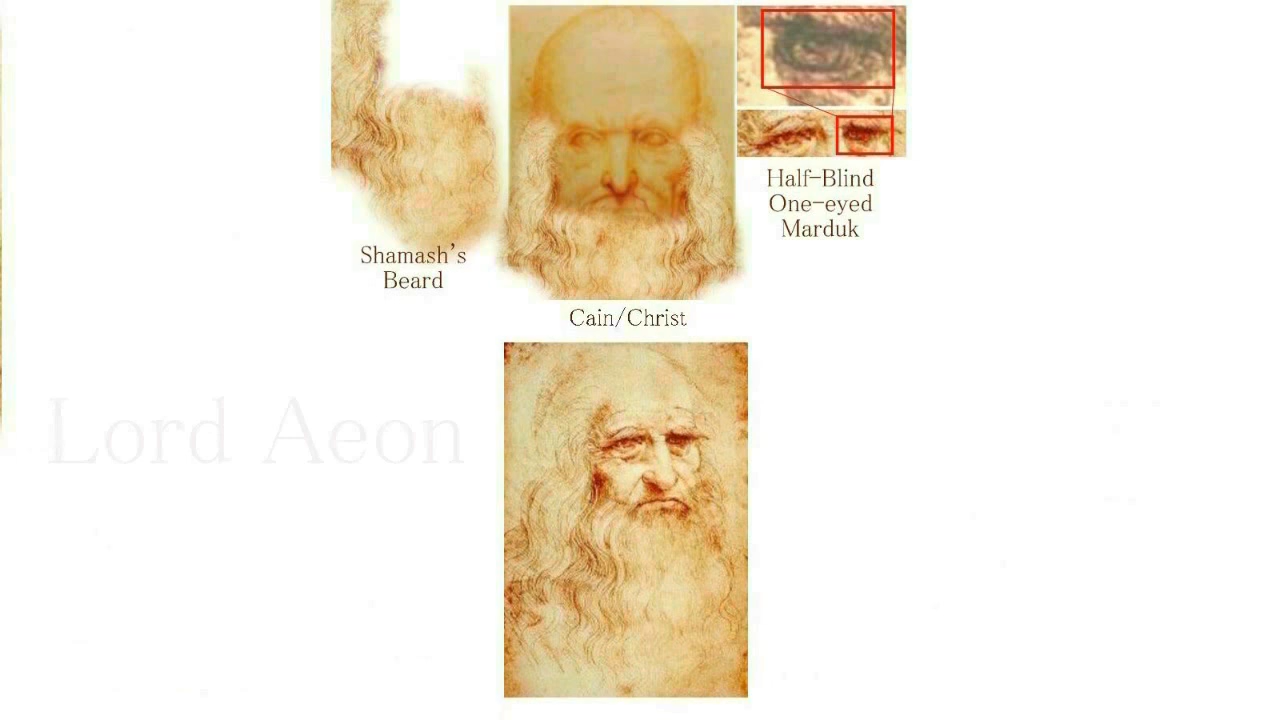 Half-Blind
One-eyed
Marduk
Shamash's
Beard
Cain/Christ
Lord Aeon